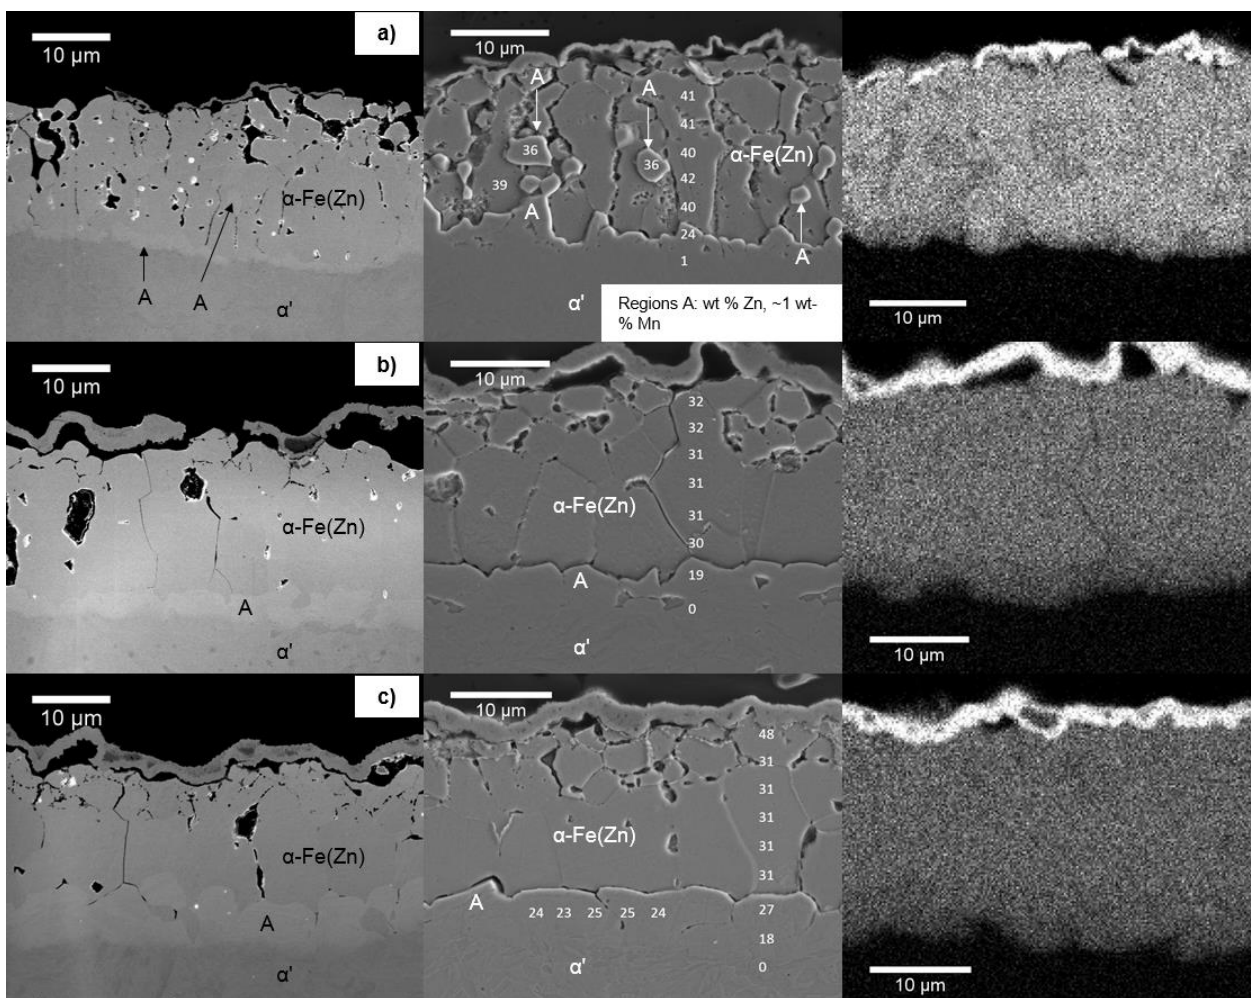 10 µm
a)
α-Fe(Zn)
A
A
α'
10 µm
A
A
41
41
36
40
α-Fe(Zn)
36
42
39
40
A
24
1
A
α'
Regions A: wt % Zn, ~1 wt-
% Mn
10 µm
10 µm
b)
α-Fe(Zn)
A
α'
10 µm
32
32
31
31
α-Fe(Zn)
31
30
A
19
0
α'
10 µm
10 µm
c)
α-Fe(Zn)
A
α'
10 µm
48
31
31
α-Fe(Zn)
31
31
31
A
24 23 25 25 24
27
18
α'
0
10 µm